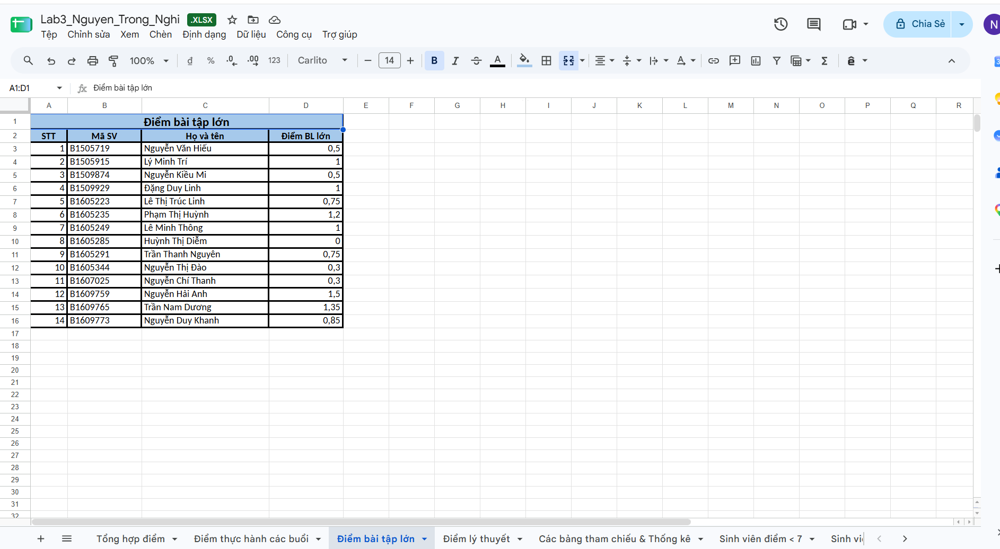 Lab3_Nguyen_Trong_Nghi .XLSX
Tệp Chỉnh sửa Xem Chèn Định dạng Dữ liệu Công cụ Trợ giúp
Chia Sẻ
N
100% đ % .0 .00 123 Carlito 14 B I A
A1:D1 fx Điểm bài tập lớn
A B C D E F G H I J K L M N O P Q R
1 Điểm bài tập lớn
2 STT Mã SV Họ và tên Điểm BL lớn
3 1 B1505719 Nguyễn Văn Hiếu 0,5
4 2 B1505915 Lý Minh Trí 1
5 3 B1509874 Nguyễn Kiều Mi 0,5
6 4 B1509929 Đặng Duy Linh 1
7 5 B1605223 Lê Thị Trúc Linh 0,75
8 6 B1605235 Phạm Thị Huỳnh 1,2
9 7 B1605249 Lê Minh Thông 1
10 8 B1605285 Huỳnh Thị Diễm 0
11 9 B1605291 Trần Thanh Nguyên 0,75
12 10 B1605344 Nguyễn Thị Đào 0,3
13 11 B1607025 Nguyễn Chí Thanh 0,3
14 12 B1609759 Nguyễn Hải Anh 1,5
15 13 B1609765 Trần Nam Dương 1,35
16 14 B1609773 Nguyễn Duy Khanh 0,85
17
18
19
20
21
22
23
24
25
26
27
28
29
30
31
32
Tổng hợp điểm Điểm thực hành các buổi Điểm bài tập lớn Điểm lý thuyết Các bảng tham chiếu & Thống kê Sinh viên điểm < 7 Sinh